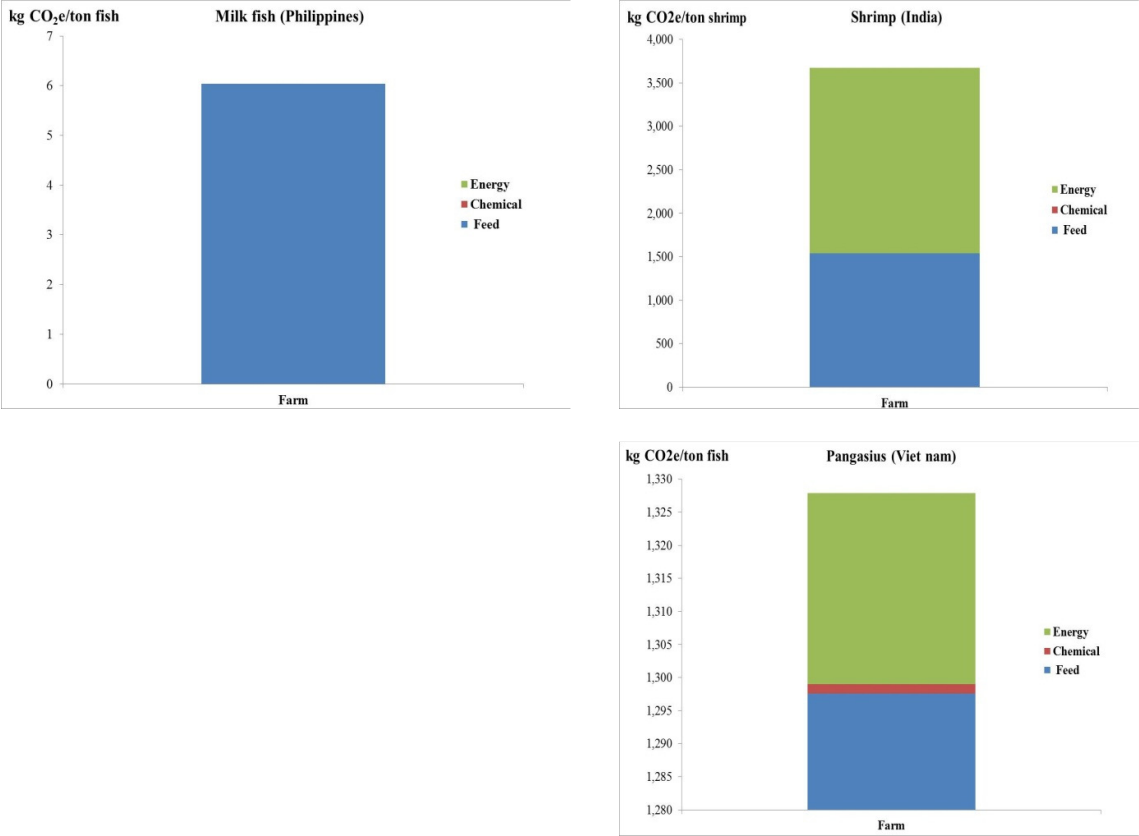 kg CO₂e/ton fish
Milk fish (Philippines)
7
6
5
4
3
2
1
0
Farm
Energy
Chemical
Feed
kg CO2e/ton shrimp
Shrimp (India)
4,000
3,500
3,000
2,500
2,000
1,500
1,000
500
0
Farm
Energy
Chemical
Feed
kg CO2e/ton fish
Pangasius (Viet nam)
1,330
1,325
1,320
1,315
1,310
1,305
1,300
1,295
1,290
1,285
1,280
Farm
Energy
Chemical
Feed